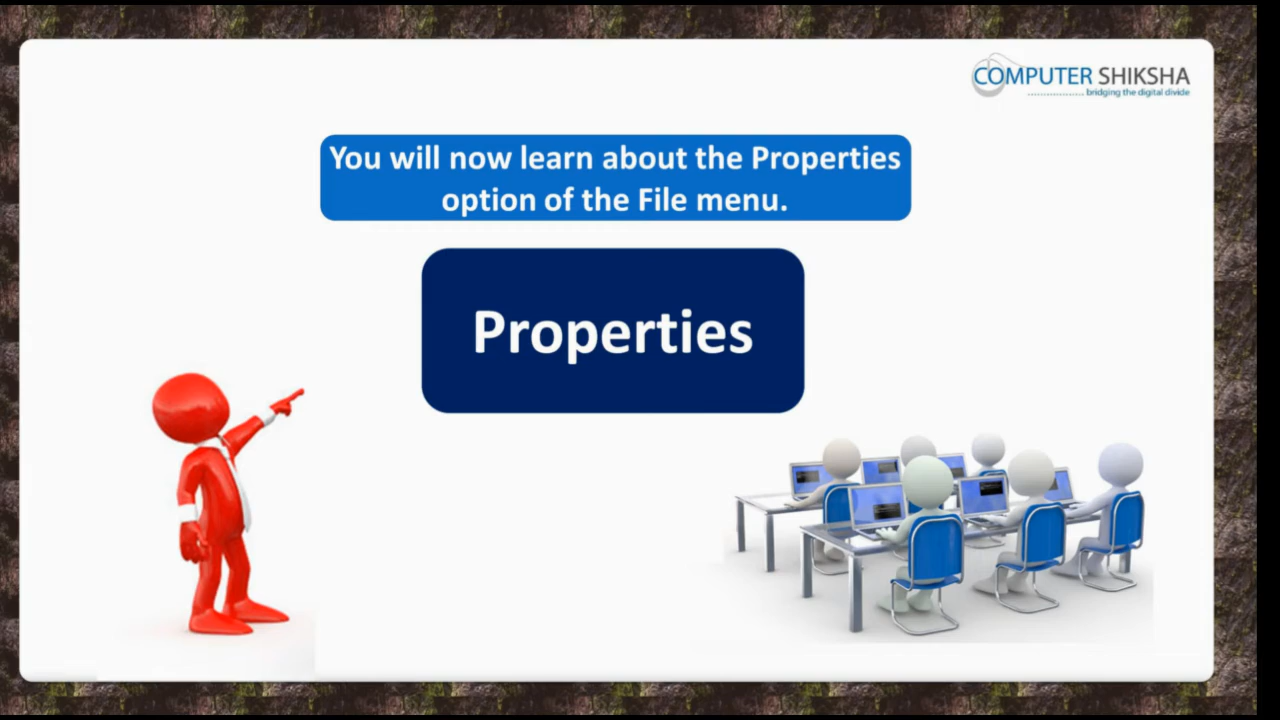 COMPUTER SHIKSHA
bridging the digital divide
You will now learn about the Properties
option of the File menu.
Properties